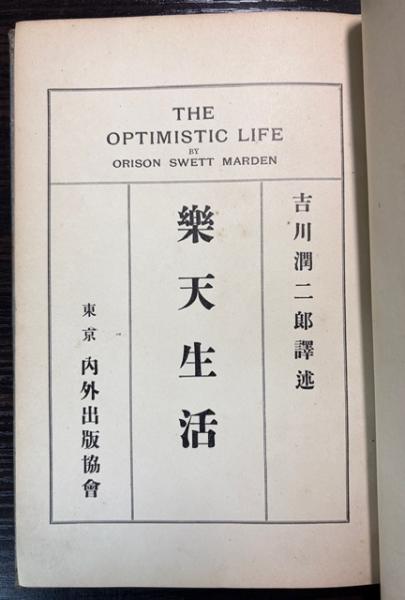 THE
OPTIMISTIC LIFE
BY
ORISON SWETT MARDEN
吉川潤二郎譯述
樂天生活
東京 內外出版協會